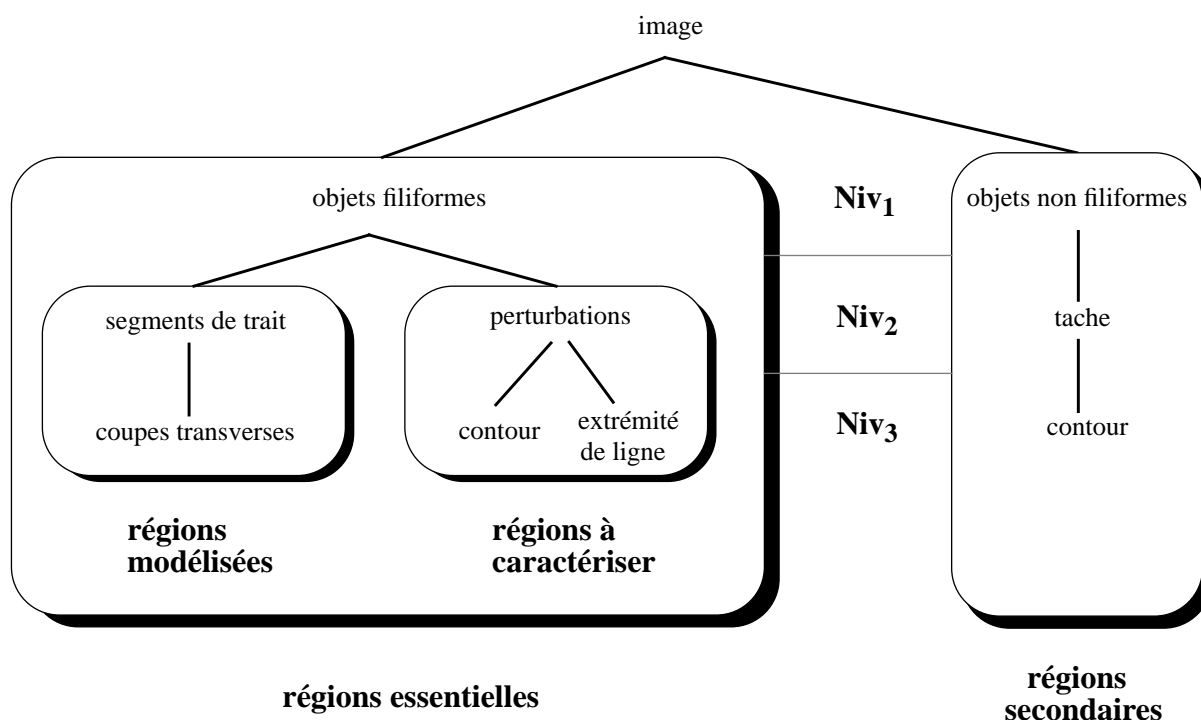 image
objets filiformes
Niv1
objets non filiformes
segments de trait
perturbations
Niv2
tache
coupes transverses
contour
extrémité
de ligne
Niv3
contour
régions
modélisées
régions à
caractériser
régions essentielles
régions
secondaires